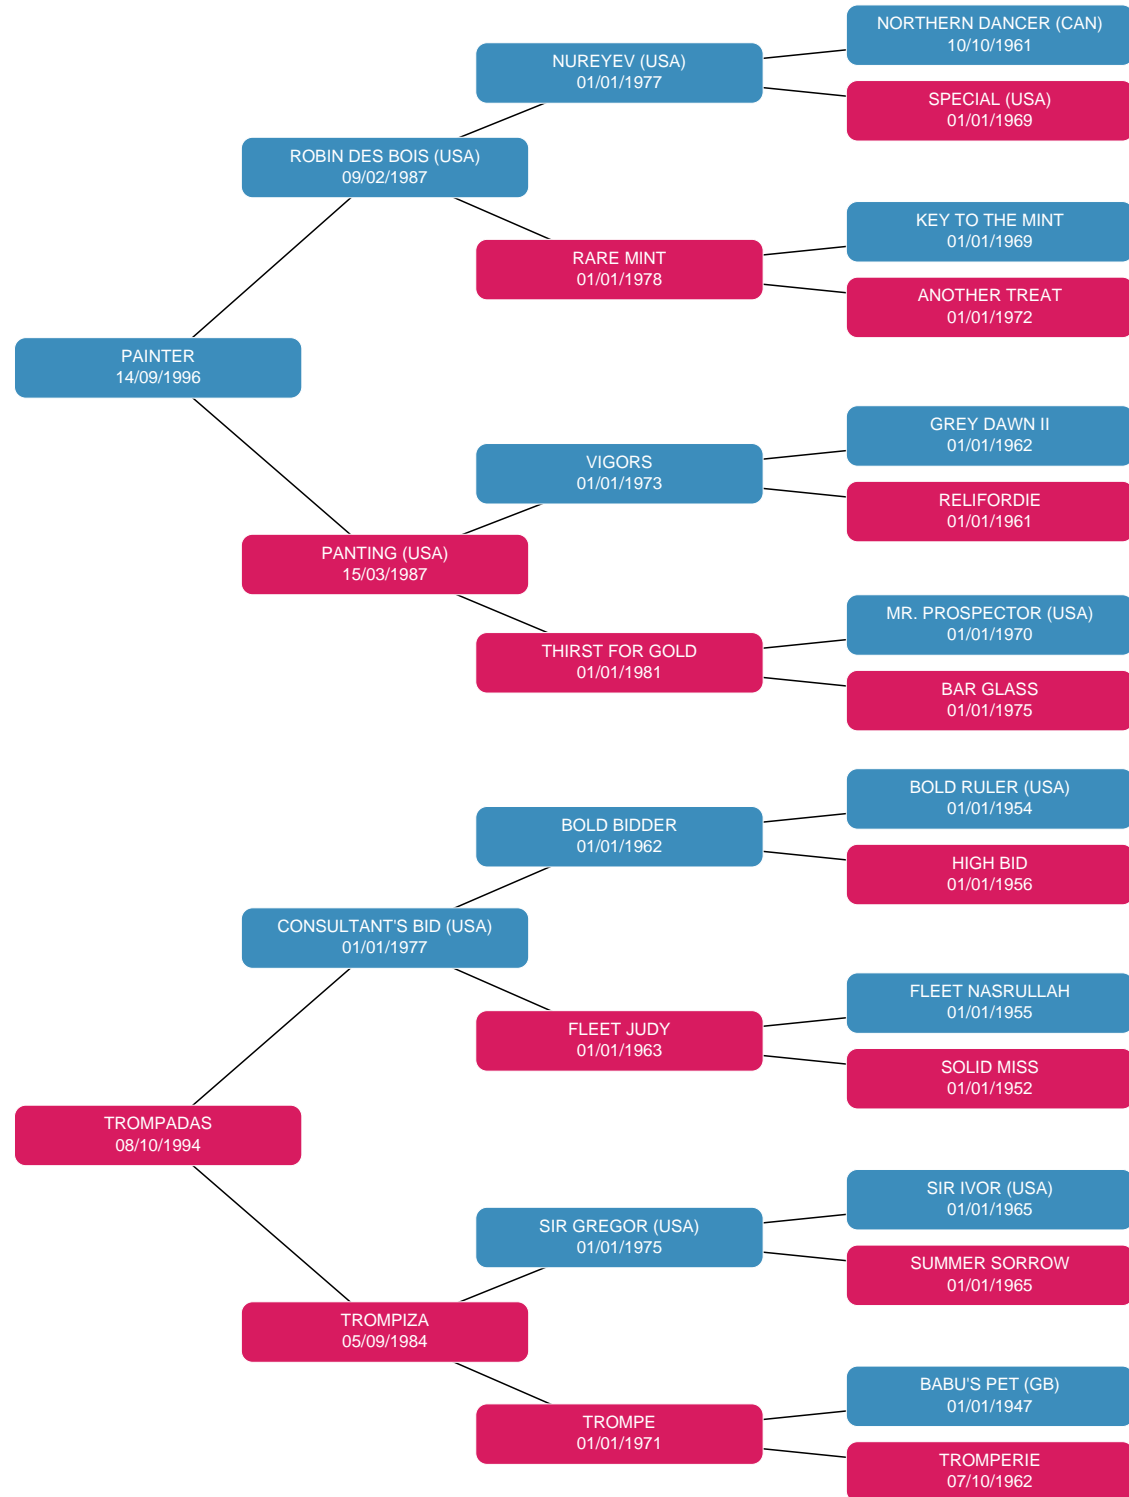 NORTHERN DANCER (CAN)
10/10/1961
NUREYEV (USA)
01/01/1977
SPECIAL (USA)
01/01/1969
ROBIN DES BOIS (USA)
09/02/1987
KEY TO THE MINT
01/01/1969
RARE MINT
01/01/1978
ANOTHER TREAT
01/01/1972
PAINTER
14/09/1996
GREY DAWN II
01/01/1962
VIGORS
01/01/1973
RELIFORDIE
01/01/1961
PANTING (USA)
15/03/1987
MR. PROSPECTOR (USA)
01/01/1970
THIRST FOR GOLD
01/01/1981
BAR GLASS
01/01/1975
BOLD RULER (USA)
01/01/1954
BOLD BIDDER
01/01/1962
HIGH BID
01/01/1956
CONSULTANT'S BID (USA)
01/01/1977
FLEET NASRULLAH
01/01/1955
FLEET JUDY
01/01/1963
SOLID MISS
01/01/1952
TROMPADAS
08/10/1994
SIR IVOR (USA)
01/01/1965
SIR GREGOR (USA)
01/01/1975
SUMMER SORROW
01/01/1965
TROMPIZA
05/09/1984
BABU'S PET (GB)
01/01/1947
TROMPE
01/01/1971
TROMPERIE
07/10/1962